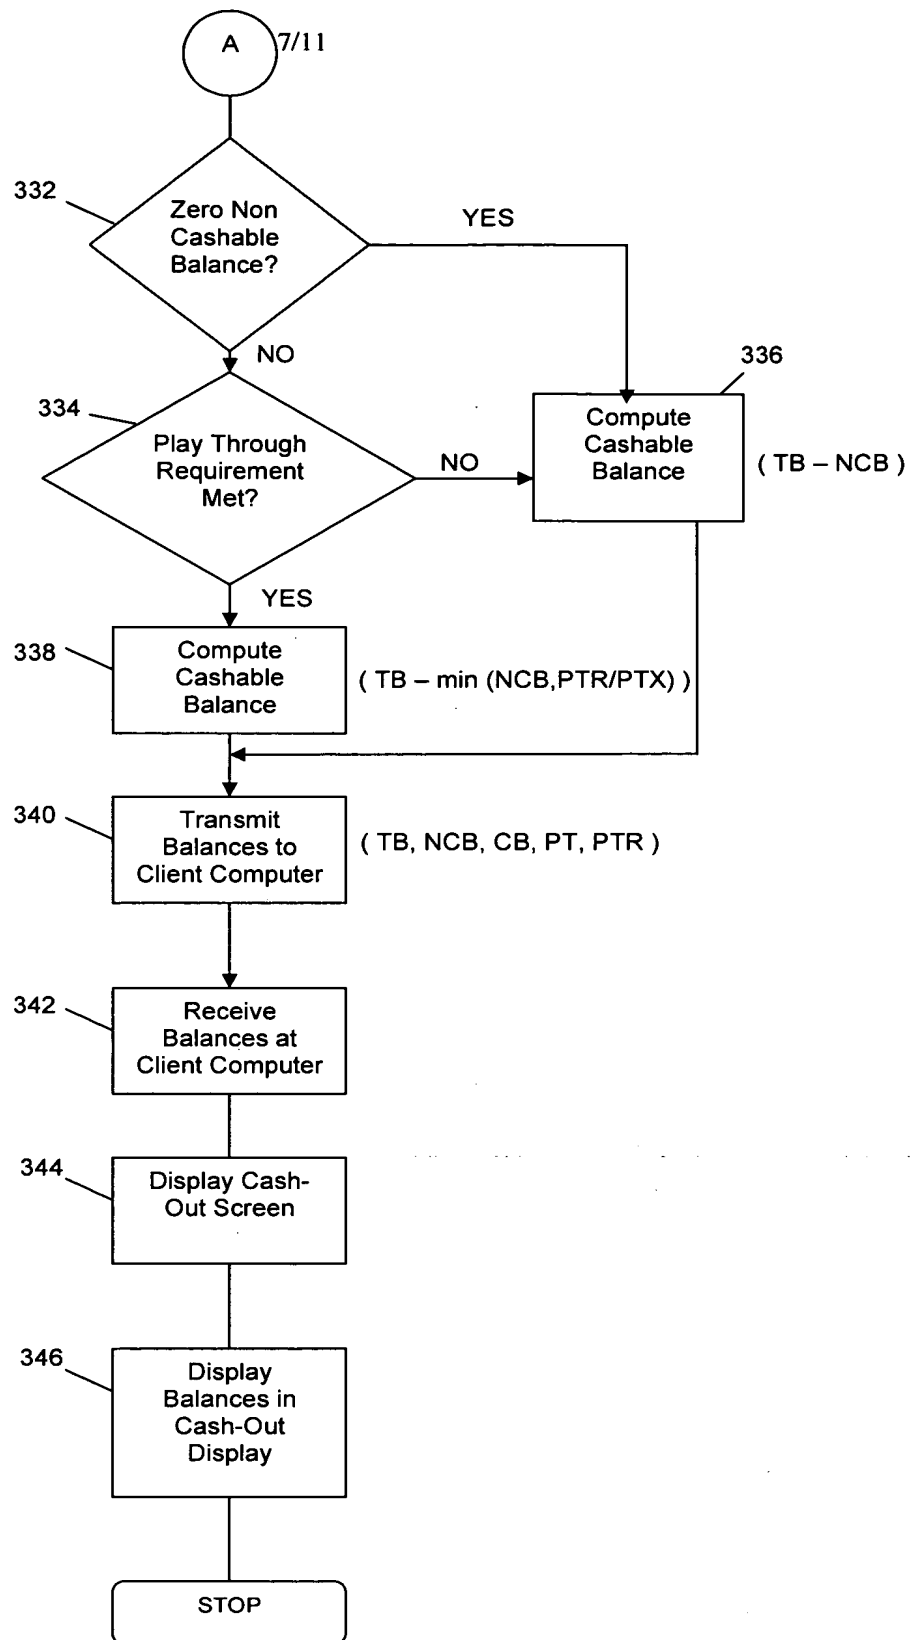 A
7/11
332
Zero Non
Cashable
Balance?
YES
NO
336
334
Play Through
Requirement
Met?
NO
Compute
Cashable
Balance
( TB – NCB )
YES
338
Compute
Cashable
Balance
( TB – min (NCB,PTR/PTX) )
340
Transmit
Balances to
Client Computer
( TB, NCB, CB, PT, PTR )
342
Receive
Balances at
Client Computer
344
Display Cash-
Out Screen
346
Display
Balances in
Cash-Out
Display
STOP